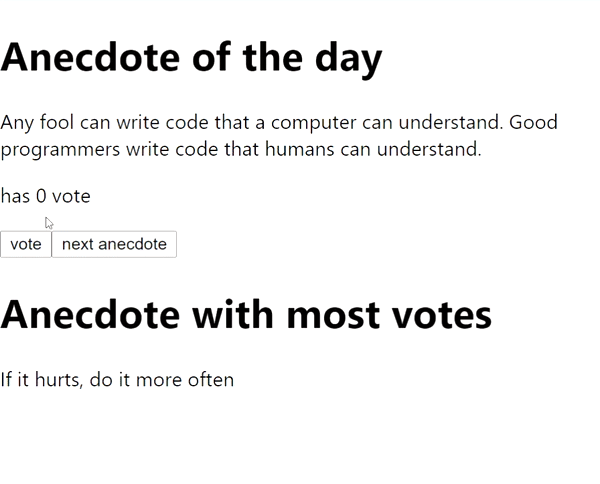 Anecdote of the day
Any fool can write code that a computer can understand. Good
programmers write code that humans can understand.
has 0 vote
vote next anecdote
Anecdote with most votes
If it hurts, do it more often